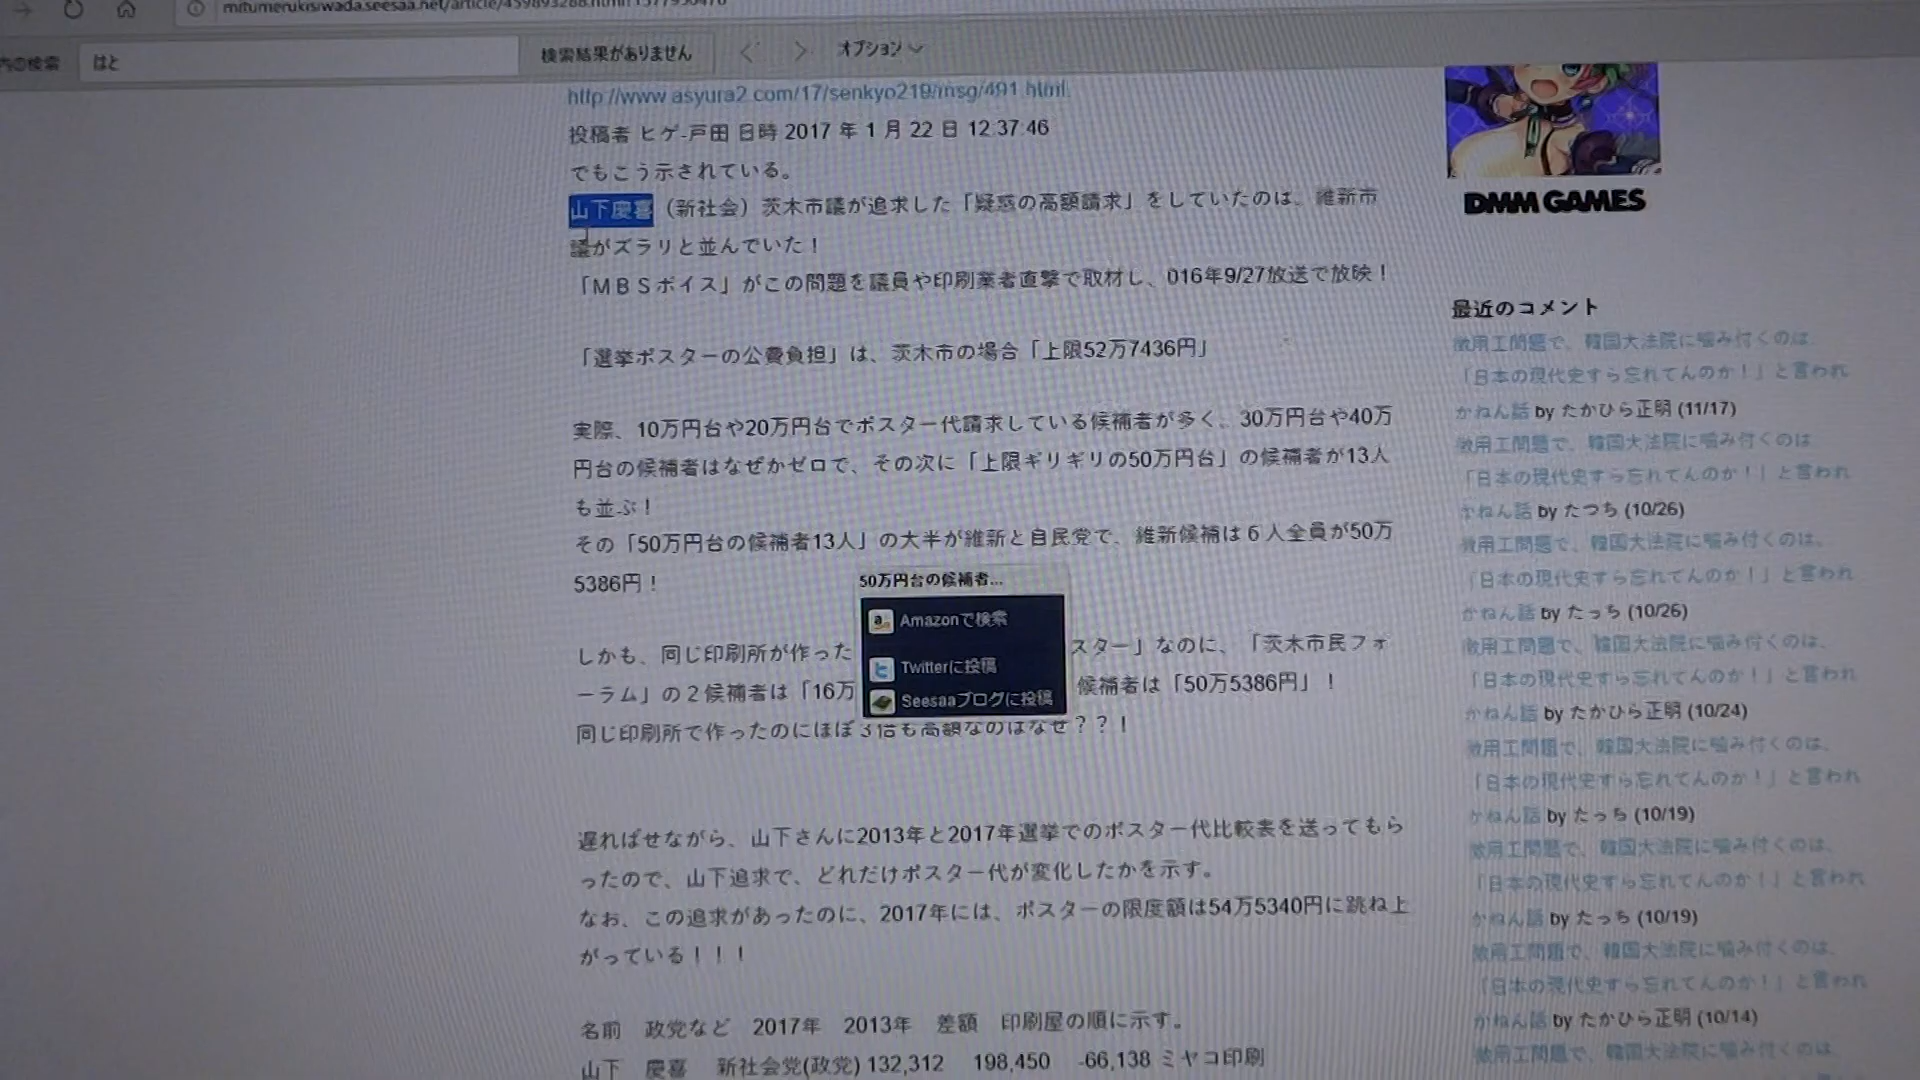 mitumerukisiwada.seesaa.net/article/459893288.html?1577950470
内の検索 はと 検索結果がありません オプション
http://www.asyura2.com/17/senkyo219/msg/491.html
投稿者 ヒゲ-戸田 日時 2017 年 1 月 22 日 12:37:46
でもこう示されている。
山下慶喜（新社会）茨木市議が追求した「疑惑の高額請求」をしていたのは、維新市
議がズラリと並んでいた！
「ＭＢＳボイス」がこの問題を議員や印刷業者直撃で取材し、016年9/27放送で放映！
「選挙ポスターの公費負担」は、茨木市の場合「上限52万7436円」
実際、10万円台や20万円台でポスター代請求している候補者が多く、30万円台や40万
円台の候補者はなぜかゼロで、その次に「上限ギリギリの50万円台」の候補者が13人
も並ぶ！
その「50万円台の候補者13人」の大半が維新と自民党で、維新候補は６人全員が50万
5386円！
50万円台の候補者...
Amazonで検索
Twitterに投稿
Seesaaブログに投稿
しかも、同じ印刷所が作った スター」なのに、「茨木市民フォ
ーラム」の２候補者は「16万 候補者は「50万5386円」！
同じ印刷所で作ったのにほぼ３倍も高額なのはなぜ？？！
遅ればせながら、山下さんに2013年と2017年選挙でのポスター代比較表を送ってもら
ったので、山下追求で、どれだけポスター代が変化したかを示す。
なお、この追求があったのに、2017年には、ポスターの限度額は54万5340円に跳ね上
がっている！！！
名前 政党など 2017年 2013年 差額 印刷屋の順に示す。
山下 慶喜 新社会党(政党) 132,312 198,450 -66,138 ミヤコ印刷
DMM GAMES
最近のコメント
徴用工問題で、韓国大法院に噛み付くのは、
「日本の現代史すら忘れてんのか！」と言われ
かねん話 by たかひら正明 (11/17)
徴用工問題で、韓国大法院に噛み付くのは、
「日本の現代史すら忘れてんのか！」と言われ
かねん話 by たつち (10/26)
徴用工問題で、韓国大法院に噛み付くのは、
「日本の現代史すら忘れてんのか！」と言われ
かねん話 by たっち (10/26)
徴用工問題で、韓国大法院に噛み付くのは、
「日本の現代史すら忘れてんのか！」と言われ
かねん話 by たかひら正明 (10/24)
徴用工問題で、韓国大法院に噛み付くのは、
「日本の現代史すら忘れてんのか！」と言われ
かねん話 by たっち (10/19)
徴用工問題で、韓国大法院に噛み付くのは、
「日本の現代史すら忘れてんのか！」と言われ
かねん話 by たっち (10/19)
徴用工問題で、韓国大法院に噛み付くのは、
「日本の現代史すら忘れてんのか！」と言われ
かねん話 by たかひら正明 (10/14)
徴用工問題で、韓国大法院に噛み付くのは、